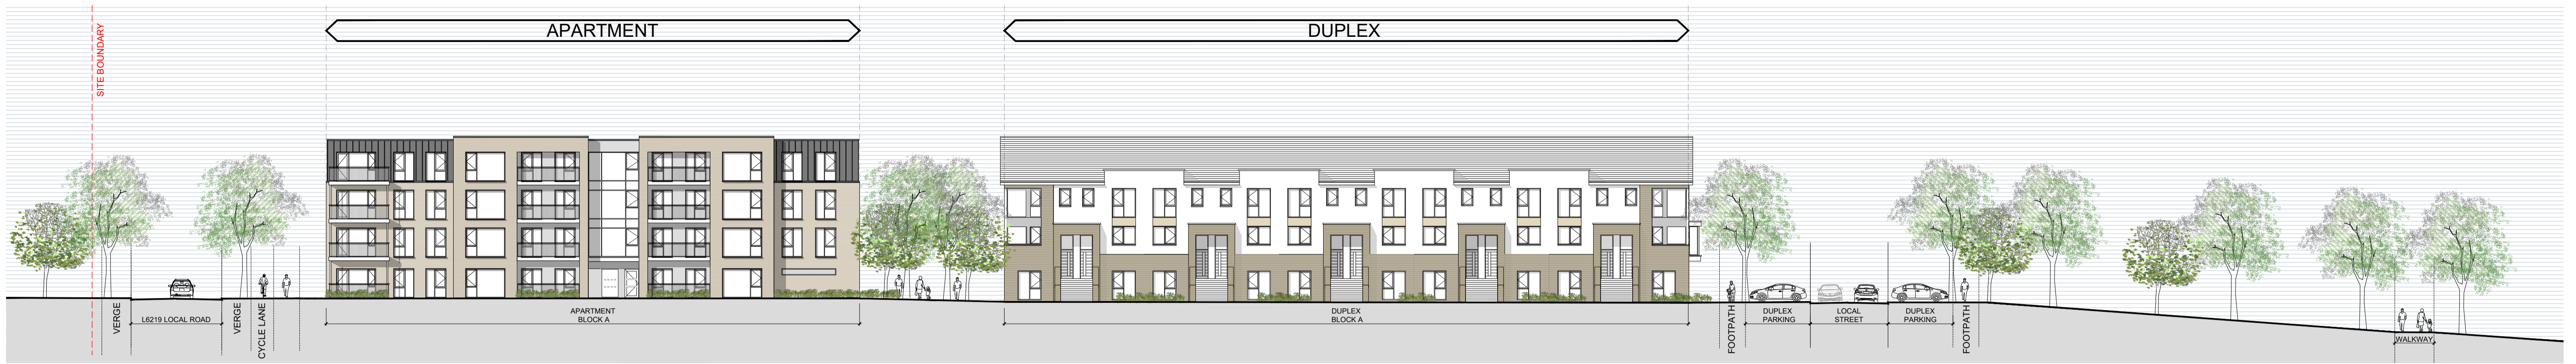 SITE BOUNDARY
APARTMENT
DUPLEX
VERGE
L6219 LOCAL ROAD
VERGE
CYCLE LANE
APARTMENT
BLOCK A
DUPLEX
BLOCK A
FOOTPATH
DUPLEX
PARKING
LOCAL
STREET
DUPLEX
PARKING
FOOTPATH
WALKWAY